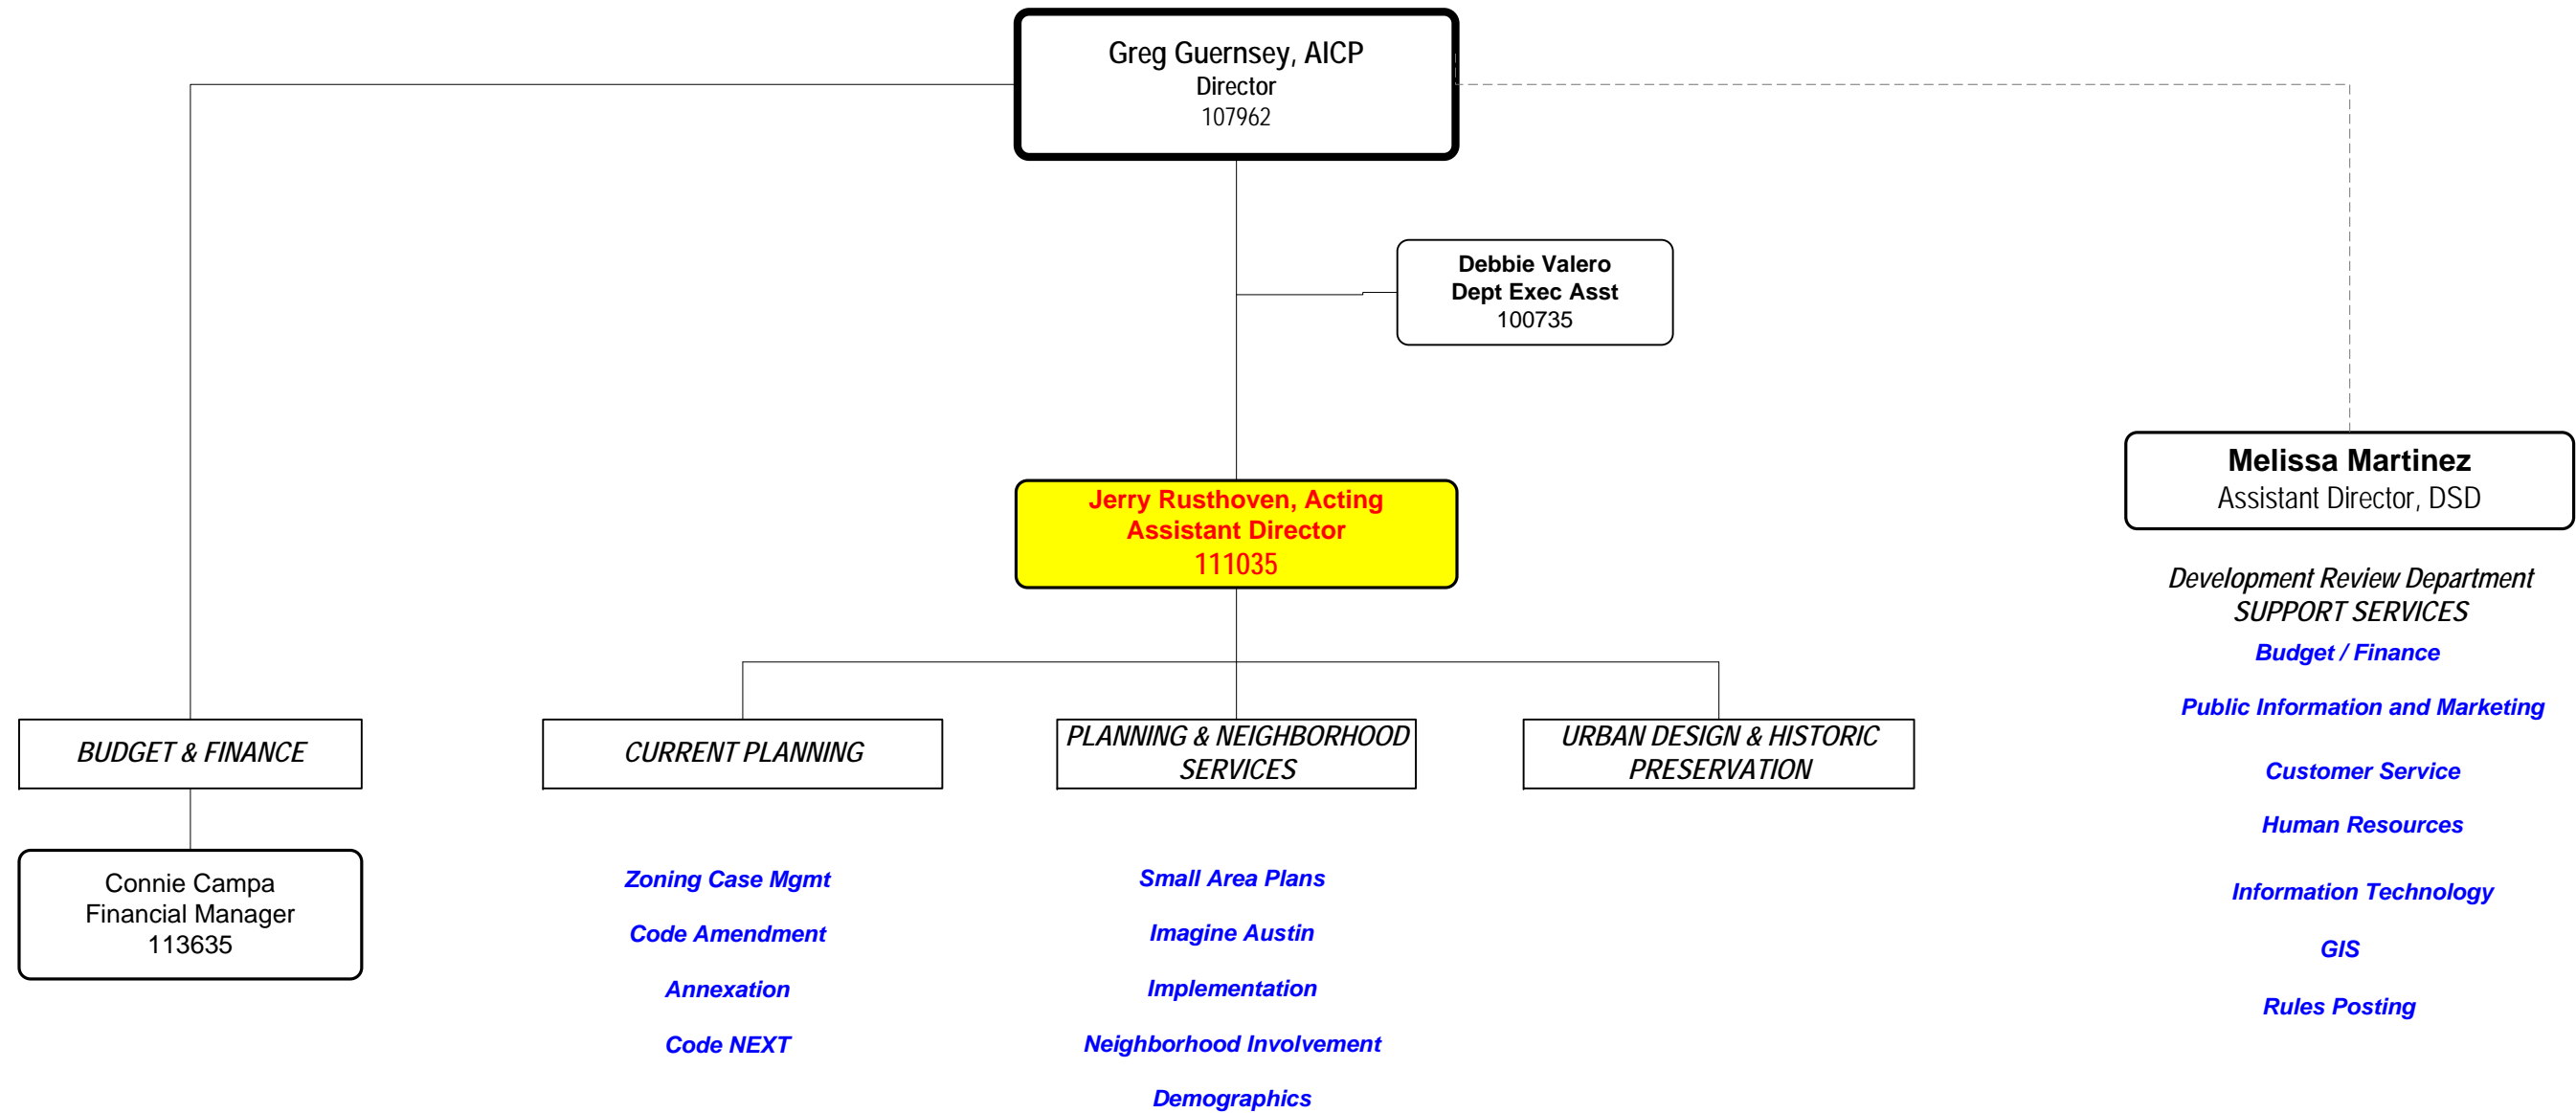 Greg Guernsey, AICP
Director
107962
Debbie Valero
Dept Exec Asst
100735
Jerry Rusthoven, Acting
Assistant Director
111035
Melissa Martinez
Assistant Director, DSD
Development Review Department
SUPPORT SERVICES
Budget / Finance
Public Information and Marketing
Customer Service
Human Resources
Information Technology
GIS
Rules Posting
BUDGET & FINANCE
Connie Campa
Financial Manager
113635
CURRENT PLANNING
Zoning Case Mgmt
Code Amendment
Annexation
Code NEXT
PLANNING & NEIGHBORHOOD
SERVICES
Small Area Plans
Imagine Austin
Implementation
Neighborhood Involvement
Demographics
URBAN DESIGN & HISTORIC
PRESERVATION